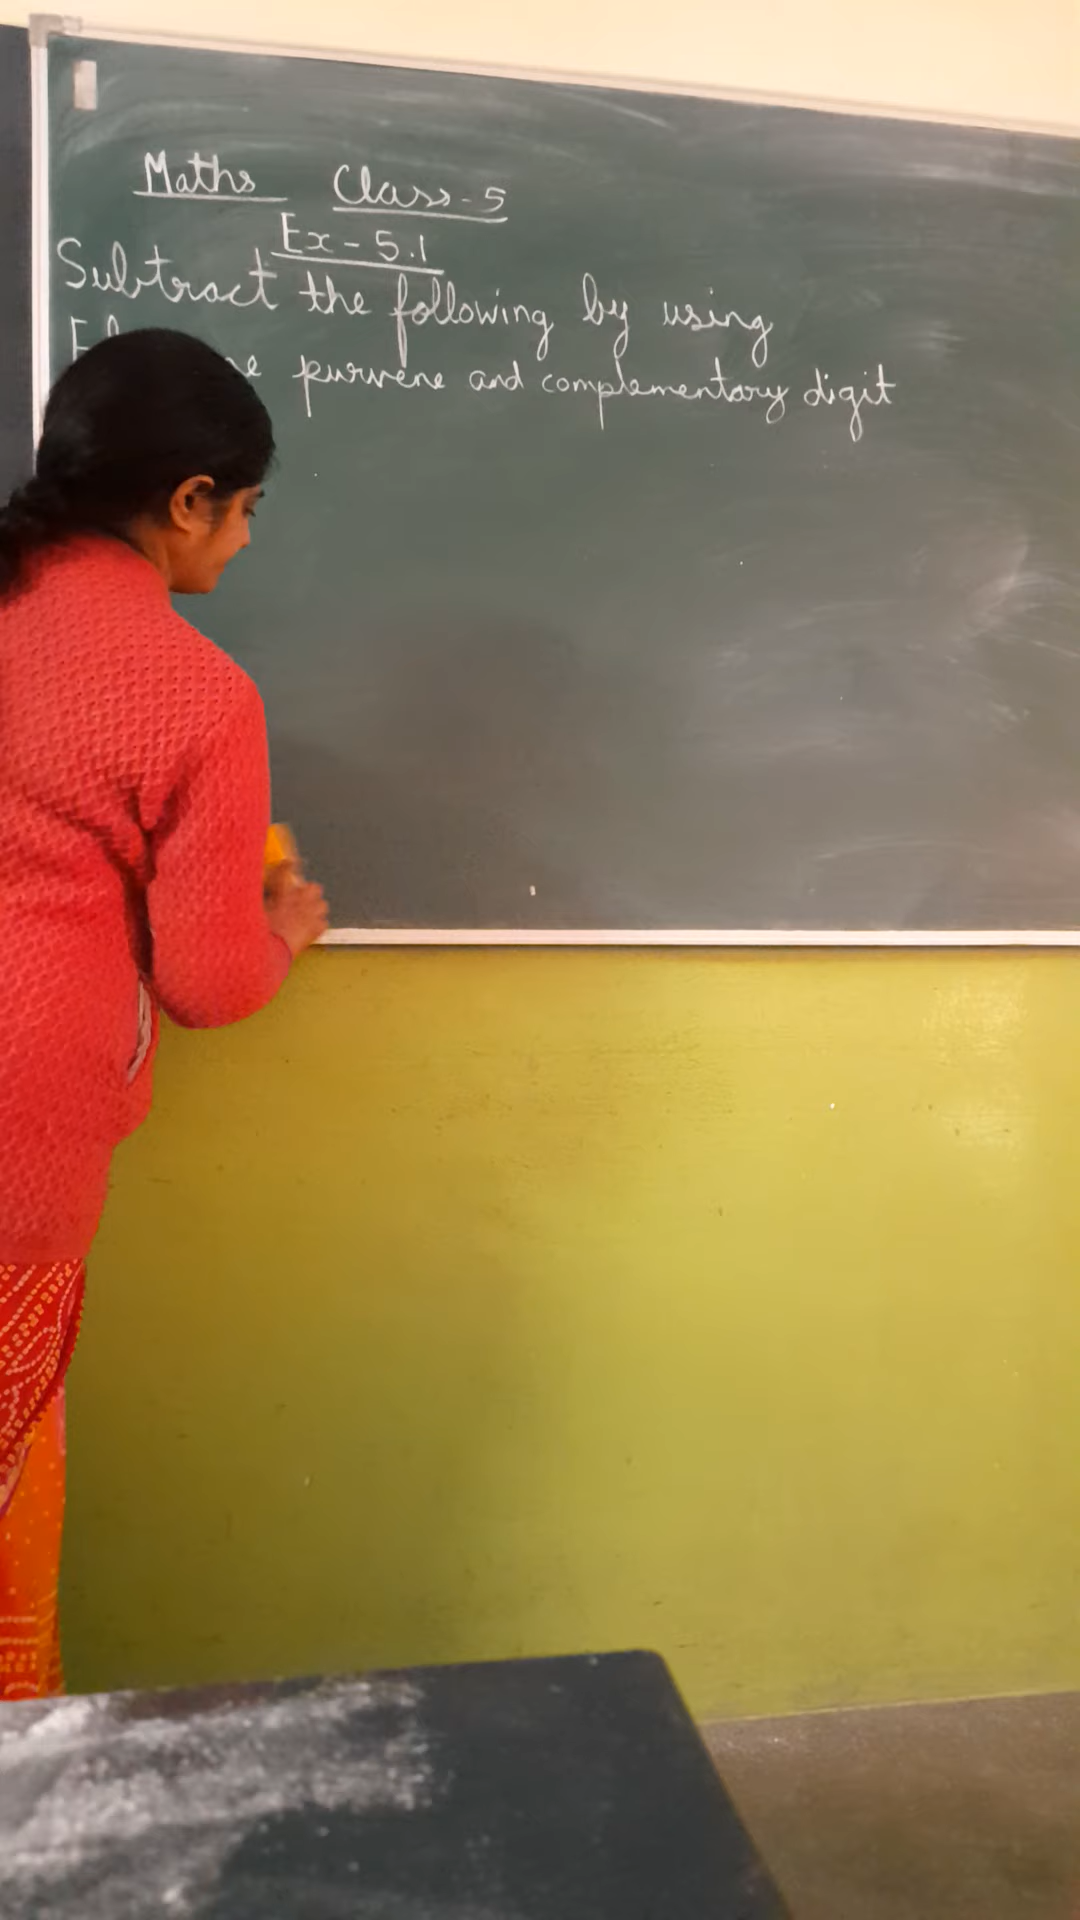 Maths Class-5
Ex-5.1
Subtract the following by using
purvene and complementary digit